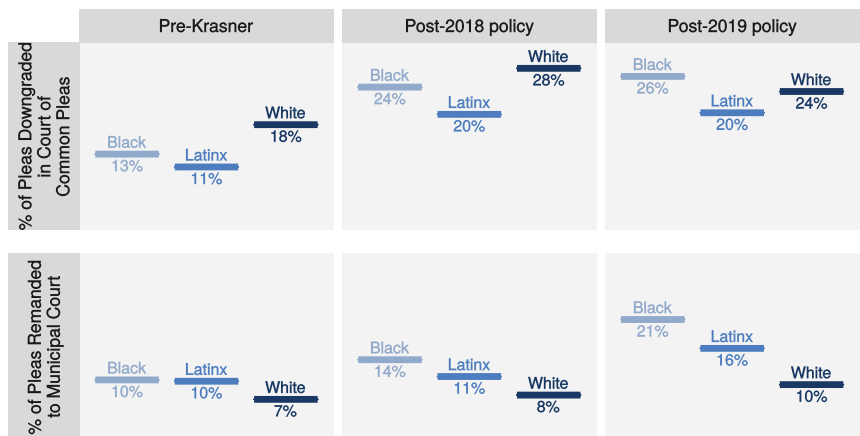 Pre-Krasner
Post-2018 policy
Post-2019 policy
% of Pleas Downgraded
in Court of
Common Pleas
Black
13%
Latinx
11%
White
18%
Black
24%
Latinx
20%
White
28%
Black
26%
Latinx
20%
White
24%
% of Pleas Remanded
to Municipal Court
Black
10%
Latinx
10%
White
7%
Black
14%
Latinx
11%
White
8%
Black
21%
Latinx
16%
White
10%